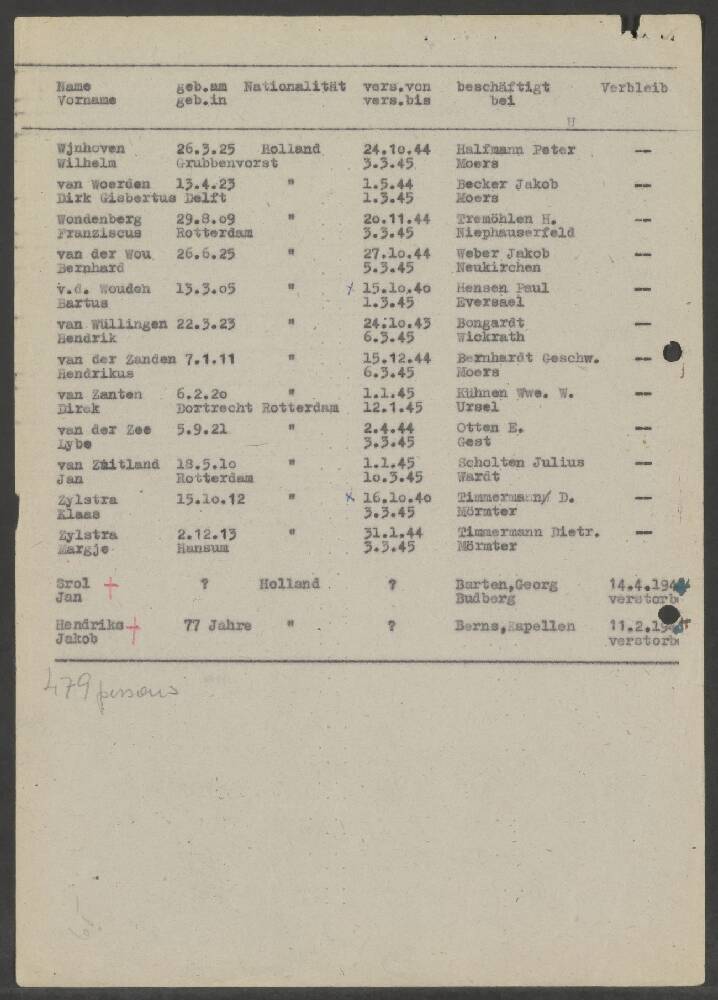 Name geb.am Nationalität vers.von beschäftigt Verbleib
Vorname geb.in vers.bis bei
Wjnhoven 26.3.25 Holland 24.10.44 Halfmann Peter --
Wilhelm Grubbenvorst 3.3.45 Moers
van Woerden 13.4.23 " 1.5.44 Becker Jakob --
Dirk Gisbertus Delft 1.3.45 Moers
Wondenberg 29.8.09 " 20.11.44 Tremöhlen H. --
Franziscus Rotterdam 3.3.45 Niephauserfeld
van der Wou 26.6.25 " 27.10.44 Weber Jakob --
Bernhard 5.3.45 Neukirchen
v.d. Wouden 13.3.05 " 15.10.40 Hensen Paul --
Bartus 1.3.45 Eversael
van Wüllingen 22.3.23 " 24.10.43 Bongardt --
Hendrik 6.3.45 Wickrath
van der Zanden 7.1.11 " 15.12.44 Bernhardt Geschw. --
Hendrikus 6.3.45 Moers
van Zanten 6.2.20 " 1.1.45 Kühnen Wwe. W. --
Direk Dortrecht Rotterdam 12.1.45 Ursel
van der Zee 5.9.21 " 2.4.44 Otten E. --
Lybe 3.3.45 Gest
van Zuitland 18.5.10 " 1.1.45 Scholten Julius --
Jan Rotterdam 10.3.45 Wardt
Zylstra 15.10.12 " x 16.10.40 Timmermann D. --
Klaas 3.3.45 Mörmter
Zylstra 2.12.13 " 31.1.44 Timmermann Dietr. --
Margje Hansum 3.3.45 Mörmter
Srol + ? Holland ? Barten,Georg 14.4.194
Jan Budberg verstorb
Hendriks + 77 Jahre " ? Berns,Kapellen 11.2.19
Jakob verstorb
479 persons